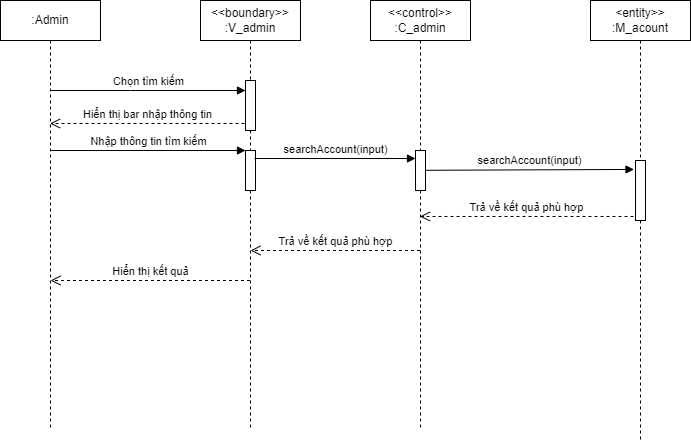 :Admin
<<boundary>>
:V_admin
<<control>>
:C_admin
<entity>>
:M_acount
Chọn tìm kiếm
Hiển thị bar nhập thông tin
Nhập thông tin tìm kiếm
searchAccount(input)
searchAccount(input)
Trả về kết quả phù hợp
Trả về kết quả phù hợp
Hiển thị kết quả